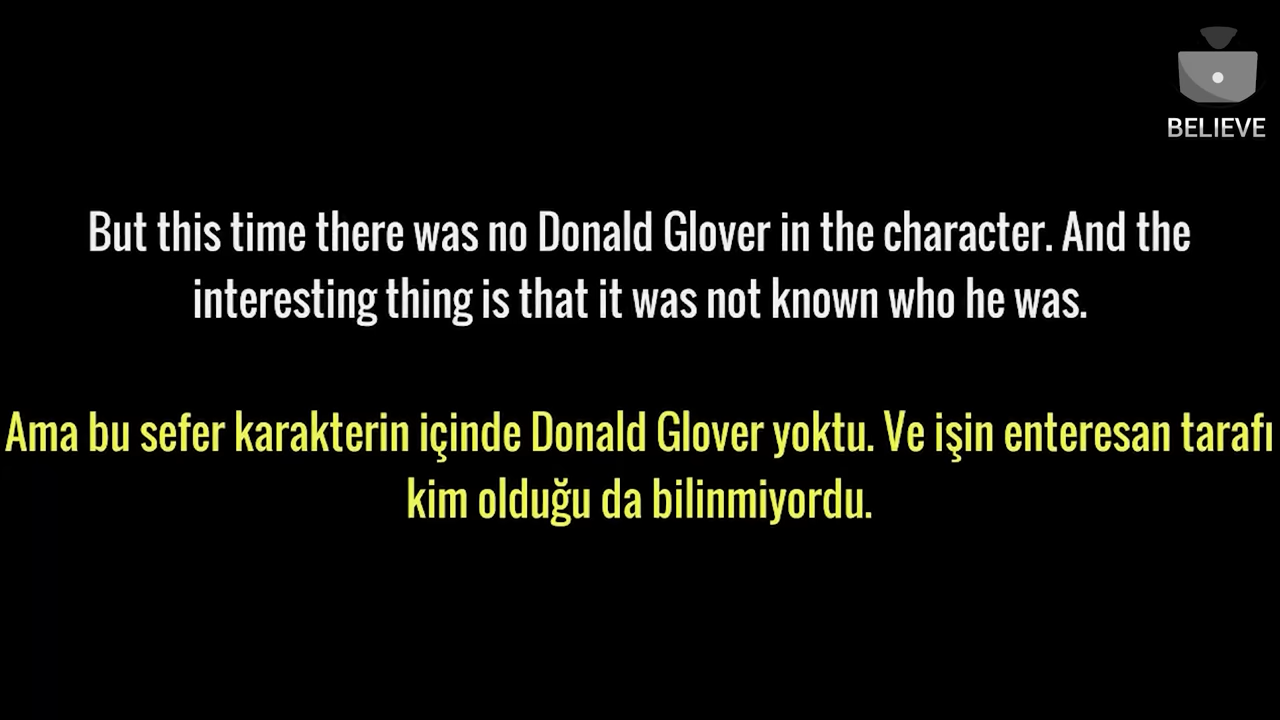 BELIEVE
But this time there was no Donald Glover in the character. And the
interesting thing is that it was not known who he was.
Ama bu sefer karakterin içinde Donald Glover yoktu. Ve işin enteresan tarafı
kim olduğu da bilinmiyordu.